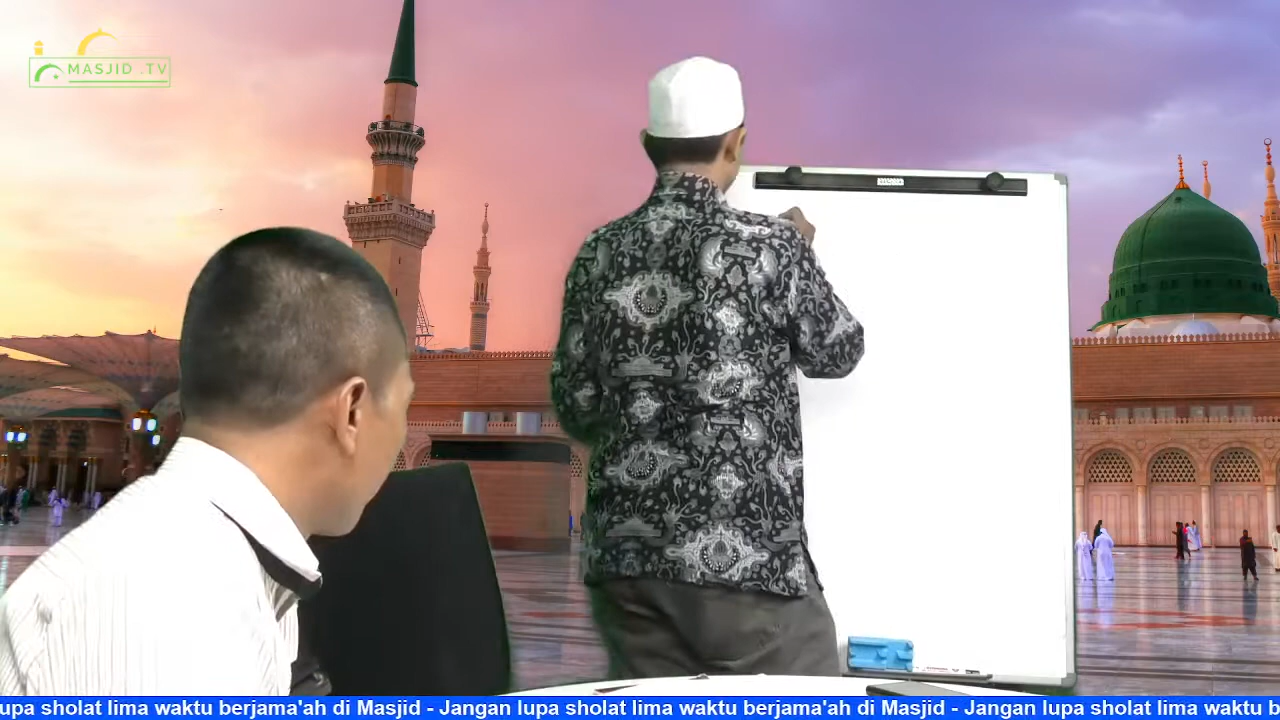 MASJID .TV
lupa sholat lima waktu berjama'ah di Masjid - Jangan lupa sholat lima waktu berjama'ah di Masjid - Jangan lupa sholat lima waktu b